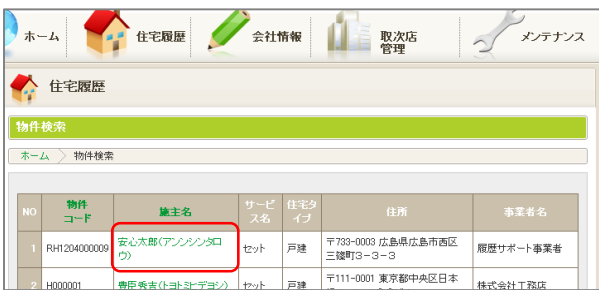 ホーム 住宅履歴 会社情報 取次店 メンテナンス
管理
住宅履歴
物件検索
ホーム 物件検索
NO 物件 施主名 サービ 住宅タ 住所 事業者名
コード ス名 イプ
1 RH1204000009 安心太郎(アンシンタロ セット 戸建 〒733-0003 広島県広島市西区 履歴サポート事業者
ウ) 三篠町3-3-3
2 H000001 豊臣秀吉(トヨトミヒデヨシ) セット 戸建 〒111-0001 東京都中央区日本 株式会社工務店